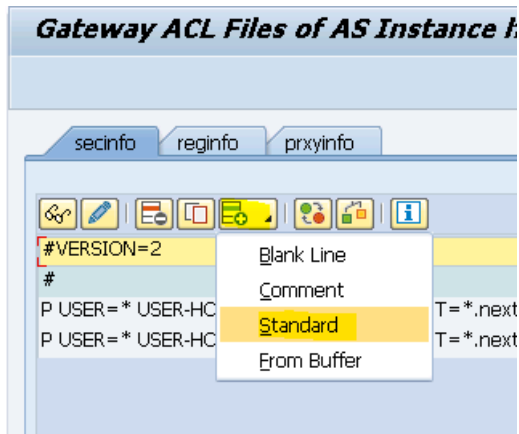 Gateway ACL Files of AS Instance
secinfo reginfo prxyinfo
#VERSION=2
#
P USER=* USER-HC T=*.next
P USER=* USER-HC T=*.next
Blank Line
Comment
Standard
From Buffer